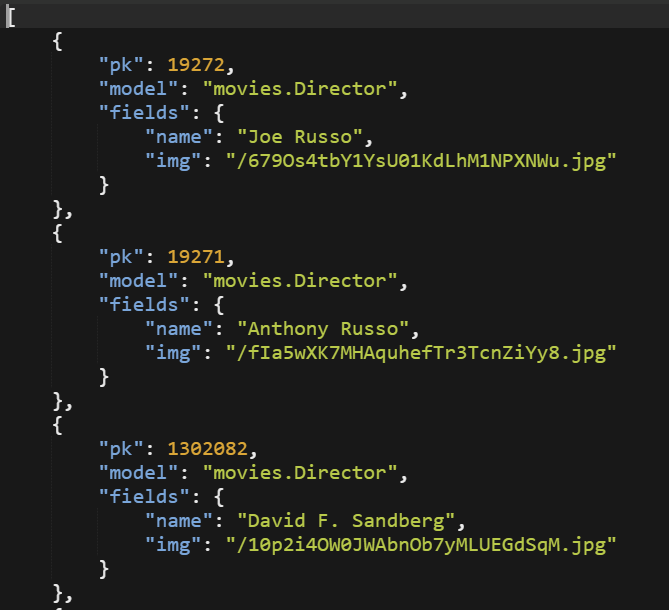 [
    {
        "pk": 19272,
        "model": "movies.Director",
        "fields": {
            "name": "Joe Russo",
            "img": "/679Os4tbY1YsU01KdLhM1NPXNWu.jpg"
        }
    },
    {
        "pk": 19271,
        "model": "movies.Director",
        "fields": {
            "name": "Anthony Russo",
            "img": "/fIa5wXK7MHAquhefTr3TcnZiYy8.jpg"
        }
    },
    {
        "pk": 1302082,
        "model": "movies.Director",
        "fields": {
            "name": "David F. Sandberg",
            "img": "/10p2i4OW0JWAbnOb7yMLUEGdSqM.jpg"
        }
    },